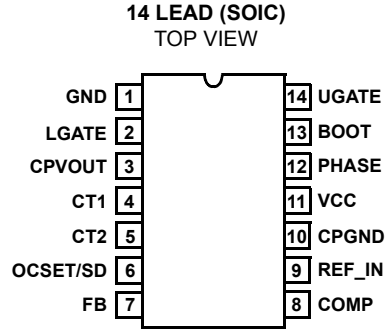 14 LEAD (SOIC)
TOP VIEW
GND 1 14 UGATE
LGATE 2 13 BOOT
CPVOUT 3 12 PHASE
CT1 4 11 VCC
CT2 5 10 CPGND
OCSET/SD 6 9 REF_IN
FB 7 8 COMP